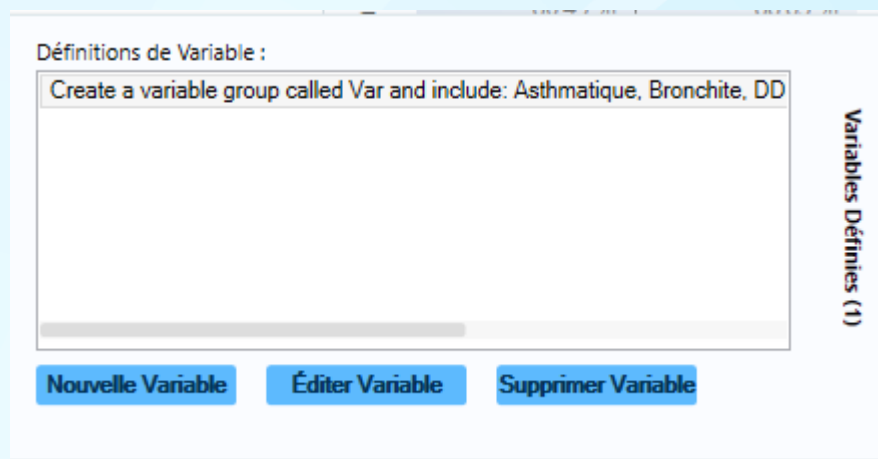 Définitions de Variable :
Create a variable group called Var and include: Asthmatique, Bronchite, DD
Variables Définies (1)
Nouvelle Variable
Éditer Variable
Supprimer Variable